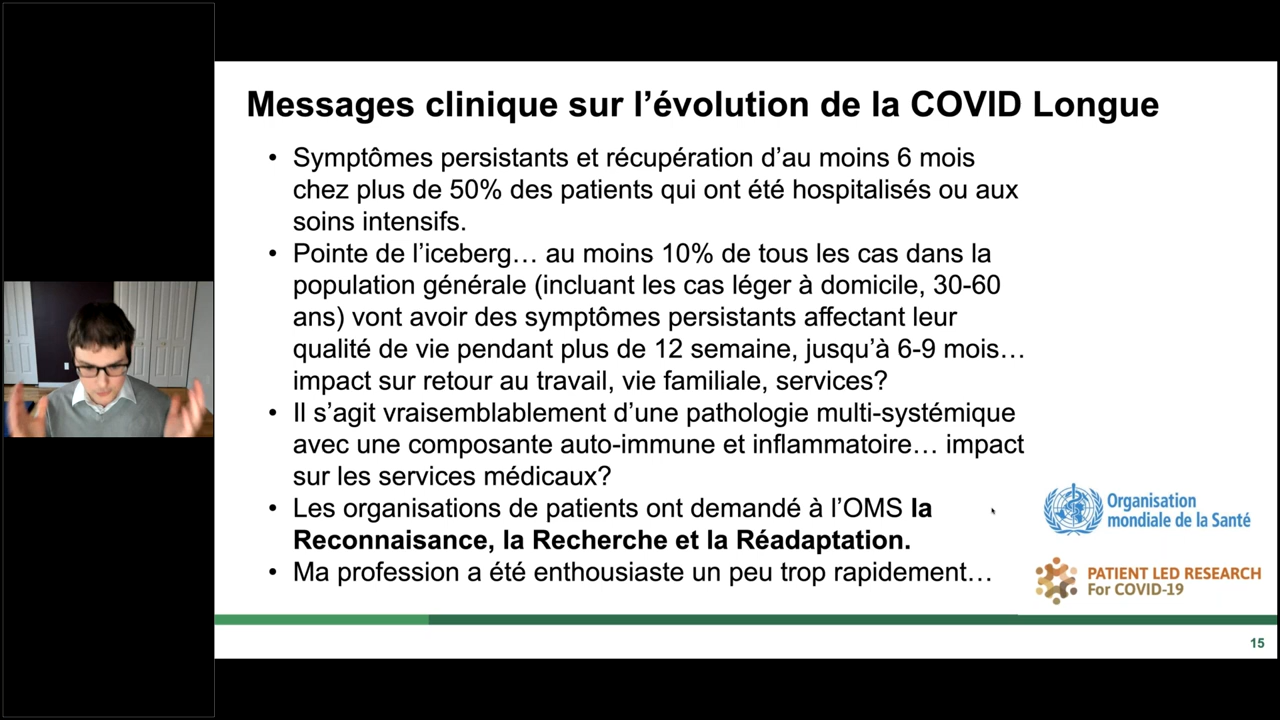 Messages clinique sur l’évolution de la COVID Longue
• Symptômes persistants et récupération d’au moins 6 mois
chez plus de 50% des patients qui ont été hospitalisés ou aux
soins intensifs.
• Pointe de l’iceberg… au moins 10% de tous les cas dans la
population générale (incluant les cas léger à domicile, 30-60
ans) vont avoir des symptômes persistants affectant leur
qualité de vie pendant plus de 12 semaine, jusqu’à 6-9 mois…
impact sur retour au travail, vie familiale, services?
• Il s’agit vraisemblablement d’une pathologie multi-systémique
avec une composante auto-immune et inflammatoire… impact
sur les services médicaux?
• Les organisations de patients ont demandé à l’OMS la
Reconnaisance, la Recherche et la Réadaptation.
• Ma profession a été enthousiaste un peu trop rapidement…
Organisation
mondiale de la Santé
PATIENT LED RESEARCH
For COVID-19
15